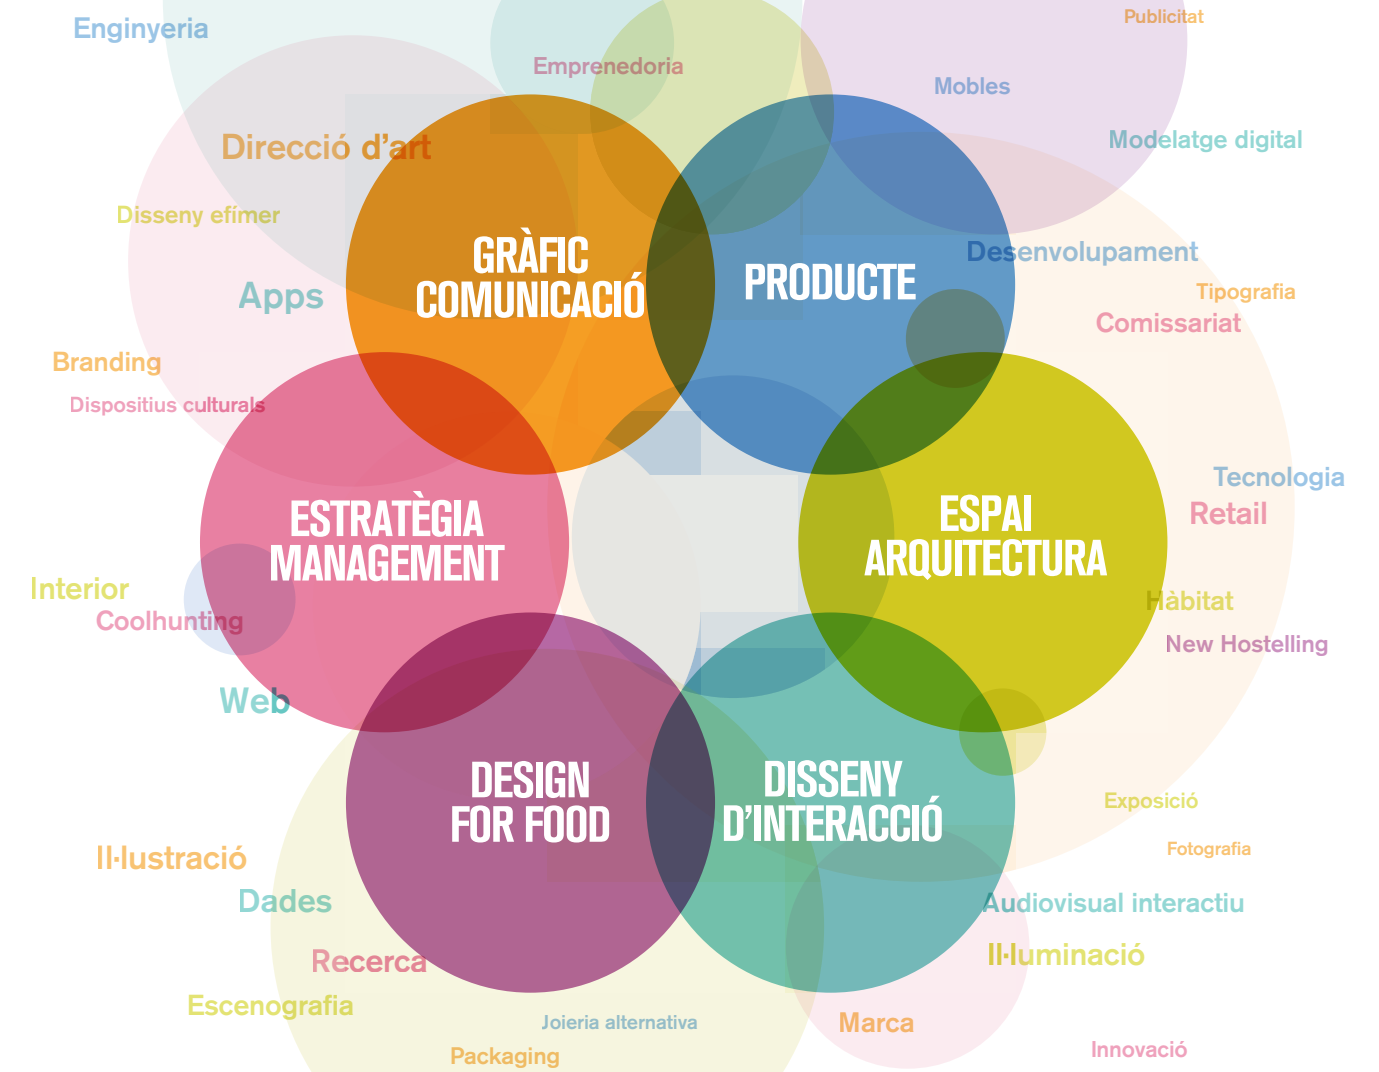 Publicitat
Enginyeria
Emprenedoria
Mobles
Modelatge digital
Direcció d'art
Disseny efímer
GRÀFIC
COMUNICACIÓ
PRODUCTE
Desenvolupament
Apps
Tipografia
Comissariat
Branding
Dispositius culturals
Tecnologia
Retail
ESTRATÈGIA
MANAGEMENT
ESPAI
ARQUITECTURA
Interior
Hàbitat
Coolhunting
New Hostelling
Web
DESIGN
FOR FOOD
DISSENY
D'INTERACCIÓ
Exposició
Fotografia
Il·lustració
Dades
Audiovisual interactiu
Il·luminació
Recerca
Escenografia
Joieria alternativa
Marca
Packaging
Innovació